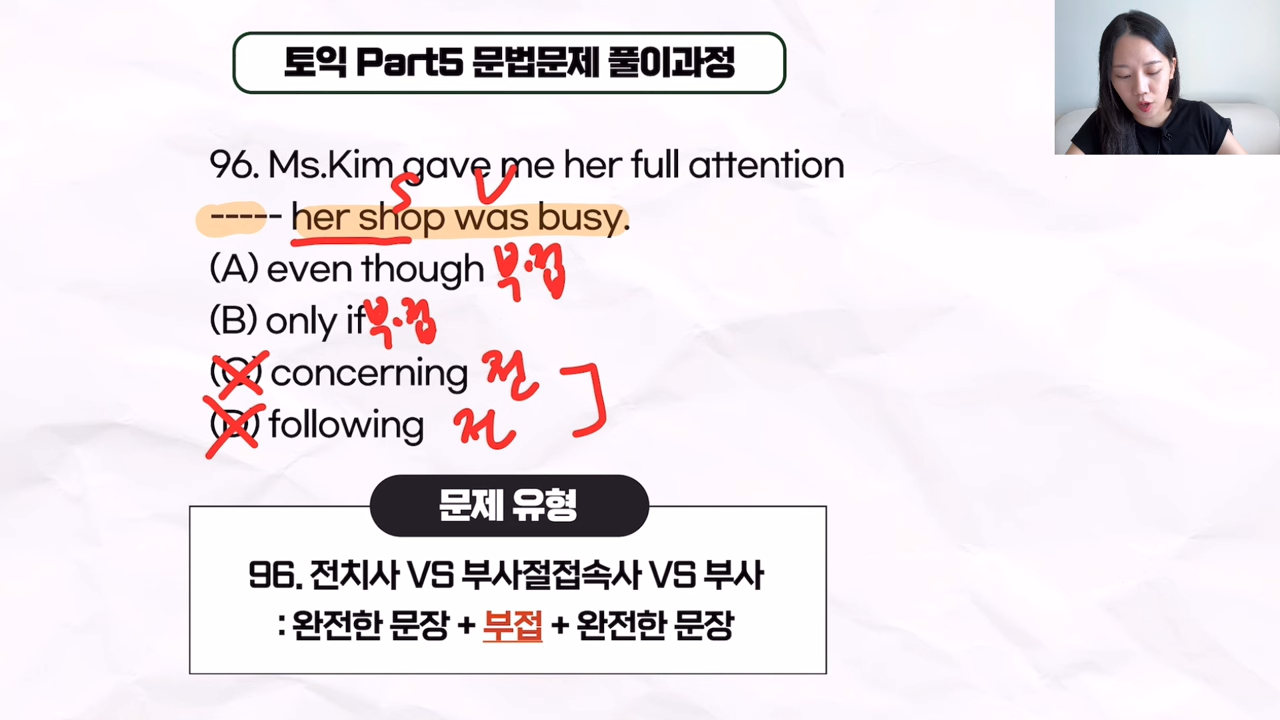 토익 Part5 문법문제 풀이과정
96. Ms.Kim gave me her full attention
S V
----- her shop was busy.
(A) even though 부.접
(B) only if 부.접
(C) concerning 전
(D) following 전
문제 유형
96. 전치사 VS 부사절접속사 VS 부사
: 완전한 문장 + 부접 + 완전한 문장